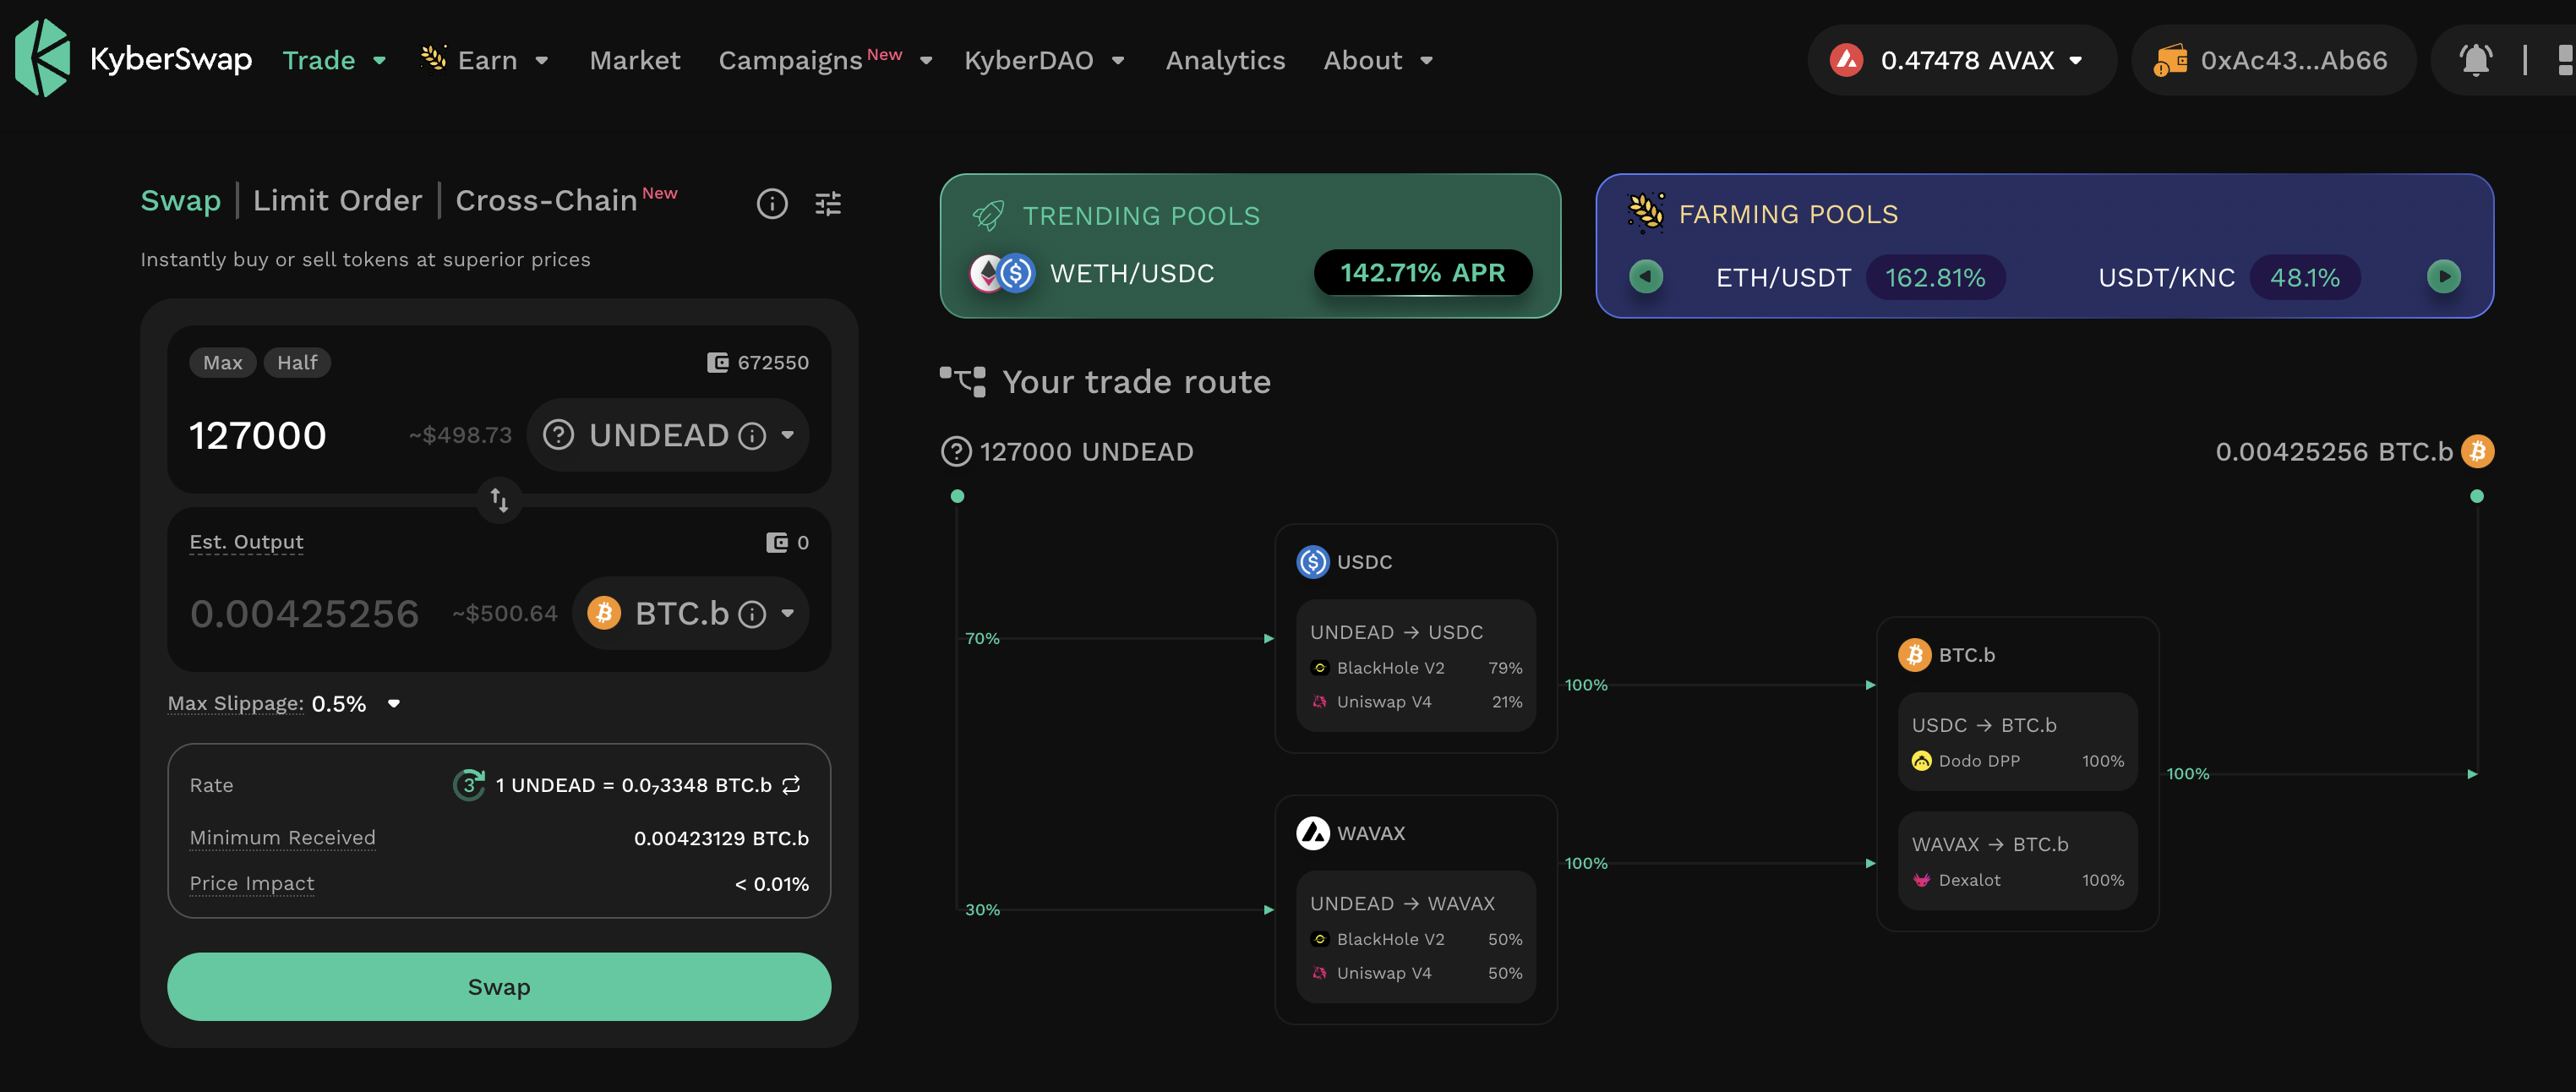 KyberSwap Trade Earn Market Campaigns New KyberDAO Analytics About 0.47478 AVAX 0xAc43...Ab66
Swap | Limit Order | Cross-Chain New
Instantly buy or sell tokens at superior prices
Max Half 672550
127000 ~$498.73 UNDEAD
Est. Output 0
0.00425256 ~$500.64 BTC.b
Max Slippage: 0.5%
Rate 3 1 UNDEAD = 0.0₇3348 BTC.b
Minimum Received 0.00423129 BTC.b
Price Impact < 0.01%
Swap
TRENDING POOLS
WETH/USDC 142.71% APR
FARMING POOLS
ETH/USDT 162.81% USDT/KNC 48.1%
Your trade route
127000 UNDEAD 0.00425256 BTC.b
70%
USDC
UNDEAD → USDC
BlackHole V2 79%
Uniswap V4 21%
100%
30%
WAVAX
UNDEAD → WAVAX
BlackHole V2 50%
Uniswap V4 50%
100%
BTC.b
USDC → BTC.b
Dodo DPP 100%
WAVAX → BTC.b
Dexalot 100%
100%